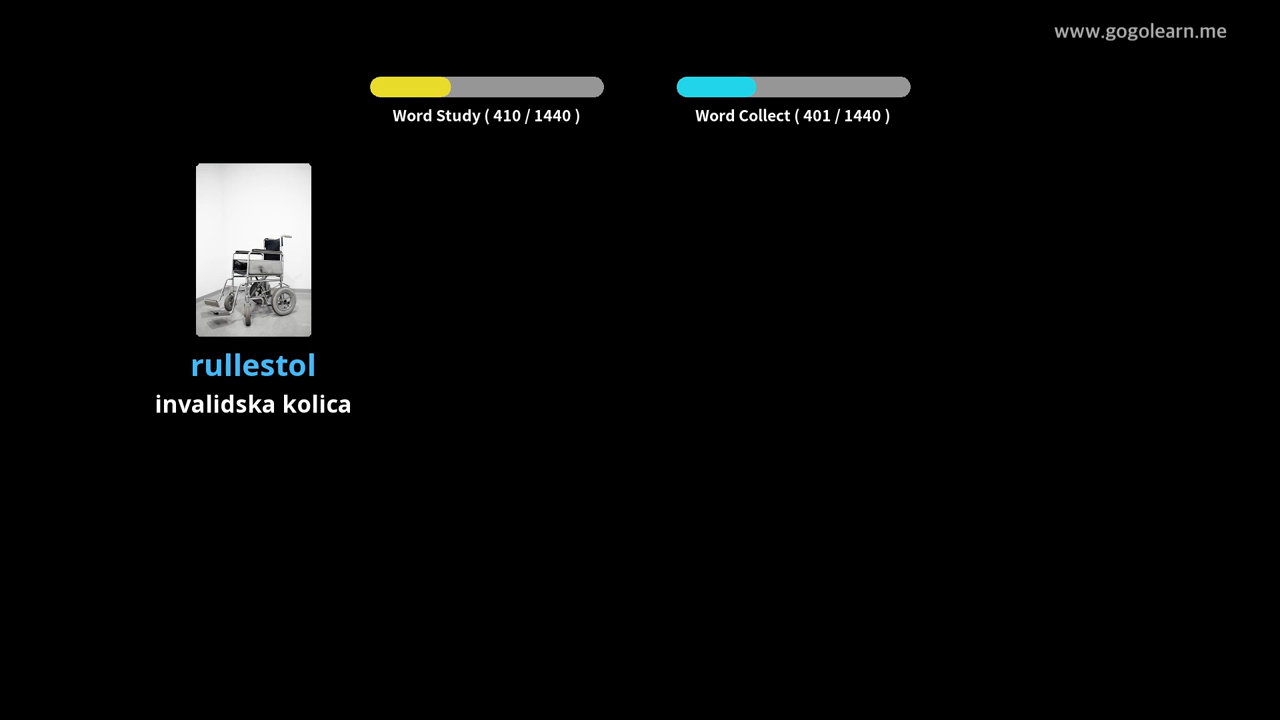 www.gogolearn.me
Word Study ( 410 / 1440 )
Word Collect ( 401 / 1440 )
rullestol
invalidska kolica